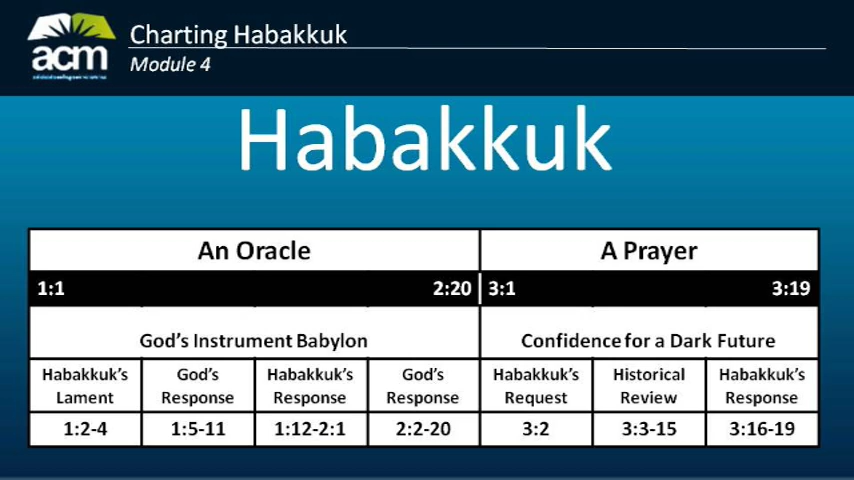 acm
Charting Habakkuk
Module 4
Habakkuk
An Oracle
A Prayer
1:1 2:20 3:1 3:19
God's Instrument Babylon
Confidence for a Dark Future
Habakkuk's
Lament
God's
Response
Habakkuk's
Response
God's
Response
Habakkuk's
Request
Historical
Review
Habakkuk's
Response
1:2-4 1:5-11 1:12-2:1 2:2-20 3:2 3:3-15 3:16-19